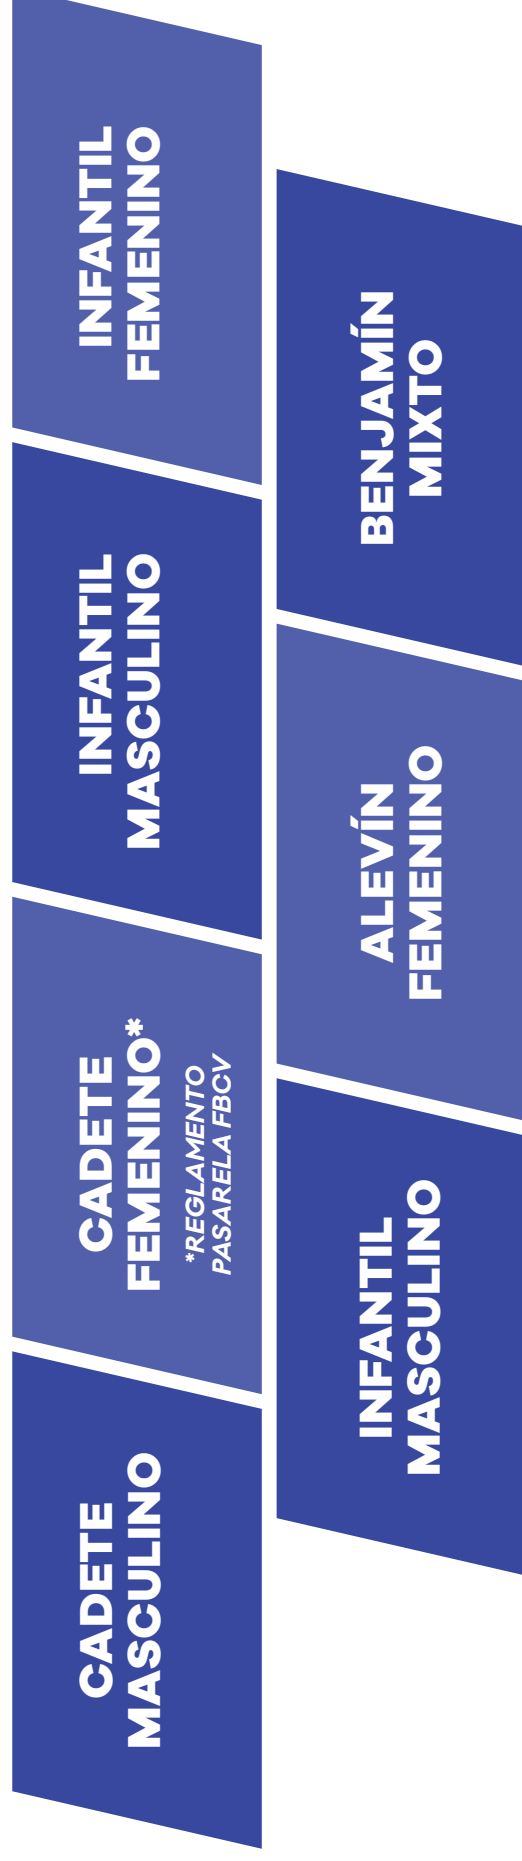 CADETE
MASCULINO
CADETE
FEMENINO*
*REGLAMENTO
PASARELA FBCV
INFANTIL
MASCULINO
INFANTIL
FEMENINO
INFANTIL
MASCULINO
ALEVÍN
FEMENINO
BENJAMÍN
MIXTO